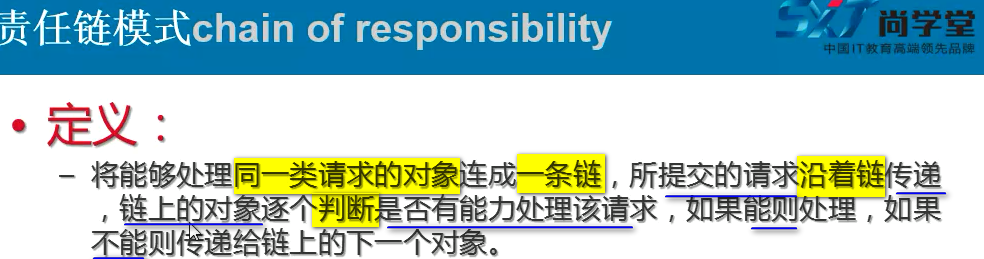 责任链模式chain of responsibility
SXT 尚学堂
中国IT教育高端领先品牌
• 定义：
– 将能够处理同一类请求的对象连成一条链，所提交的请求沿着链传递
，链上的对象逐个判断是否有能力处理该请求，如果能则处理，如果
不能则传递给链上的下一个对象。